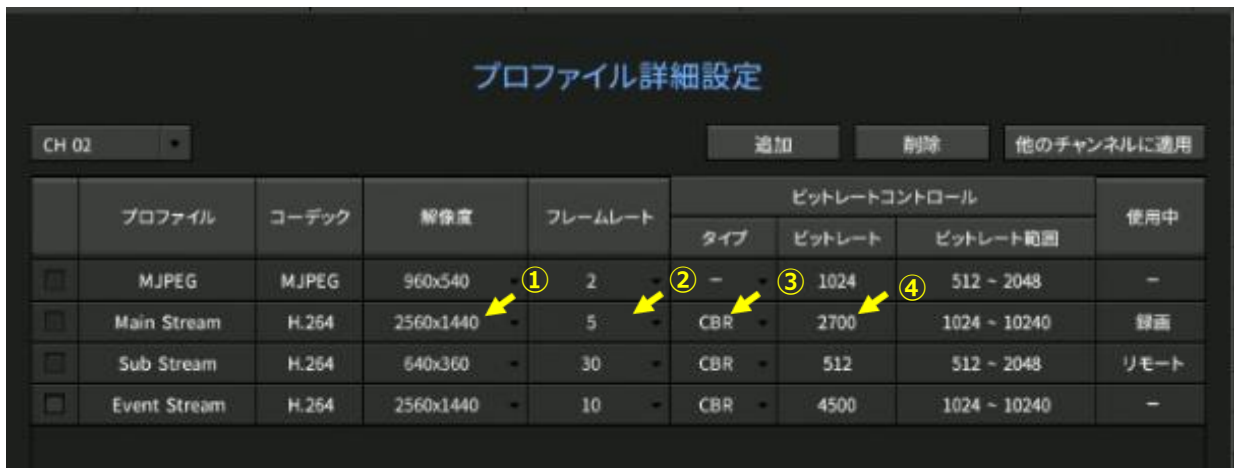 プロファイル詳細設定
CH 02 追加 削除 他のチャンネルに適用
プロファイル コーデック 解像度 フレームレート ビットレートコントロール 使用中
タイプ ビットレート ビットレート範囲
MJPEG MJPEG 960x540 ① 2 ② – ③ 1024 ④ 512 ~ 2048 –
Main Stream H.264 2560x1440 5 CBR 2700 1024 ~ 10240 録画
Sub Stream H.264 640x360 30 CBR 512 512 ~ 2048 リモート
Event Stream H.264 2560x1440 10 CBR 4500 1024 ~ 10240 –